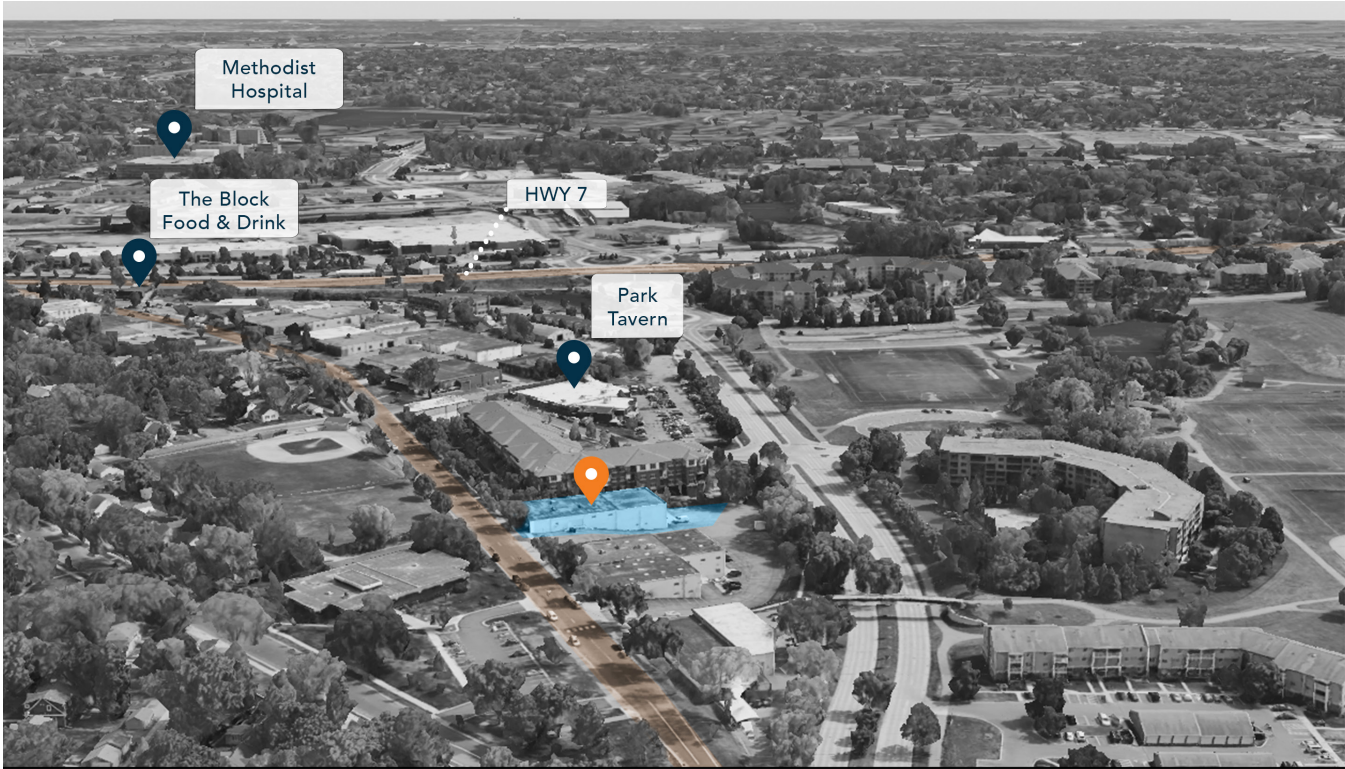 Methodist
Hospital
The Block
Food & Drink
HWY 7
Park
Tavern